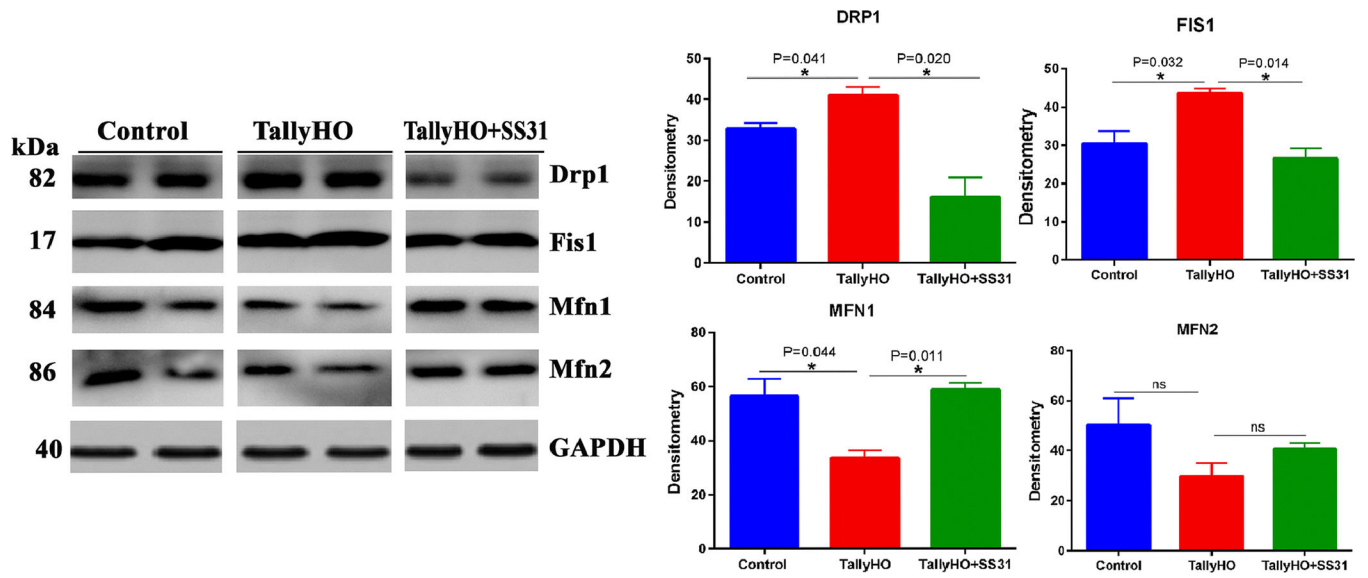 Control TallyHO TallyHO+SS31
kDa
82 Drp1
17 Fis1
84 Mfn1
86 Mfn2
40 GAPDH
DRP1
P=0.041 P=0.020
* *
Densitometry
50
40
30
20
10
0
Control TallyHO TallyHO+SS31
FIS1
P=0.032 P=0.014
* *
Densitometry
50
40
30
20
10
0
Control TallyHO TallyHO+SS31
MFN1
P=0.044 P=0.011
* *
Densitometry
80
60
40
20
0
Control TallyHO TallyHO+SS31
MFN2
ns ns
Densitometry
80
60
40
20
0
Control TallyHO TallyHO+SS31